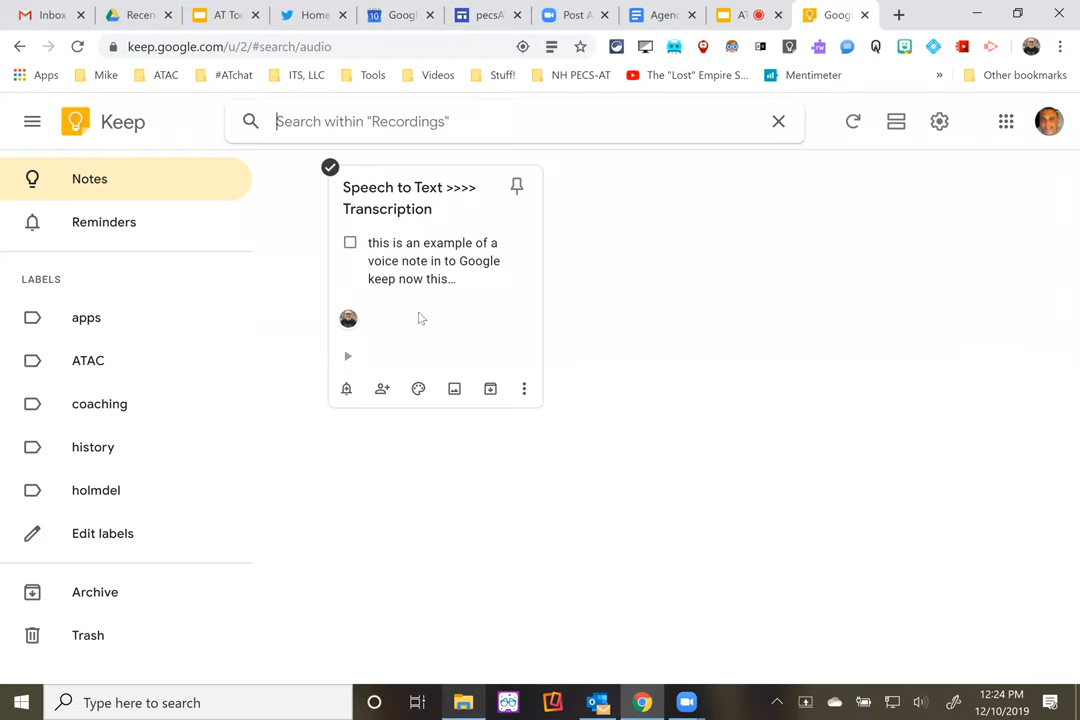 Inbox
Recen
AT Too
Home
10
Googl
pecsA
Post A
Agenc
AT
Googl
keep.google.com/u/2/#search/audio
Apps
Mike
ATAC
#ATchat
ITS, LLC
Tools
Videos
Stuff!
NH PECS-AT
The "Lost" Empire S...
Mentimeter
»
Other bookmarks
Keep
Search within "Recordings"
Notes
Reminders
LABELS
apps
ATAC
coaching
history
holmdel
Edit labels
Archive
Trash
Speech to Text >>>>
Transcription
this is an example of a
voice note in to Google
keep now this...
Type here to search
12:24 PM
12/10/2019